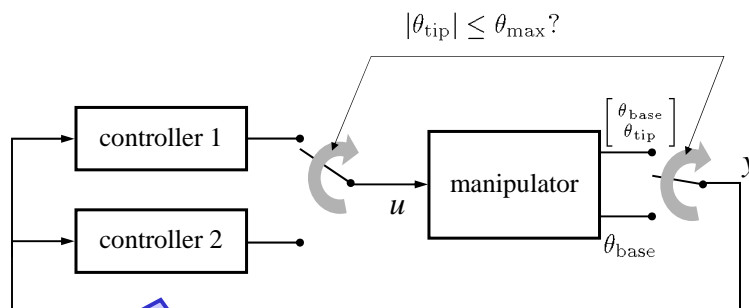 |θ_tip| ≤ θ_max?
controller 1
[θ_base
θ_tip]
y
manipulator
u
controller 2
θ_base